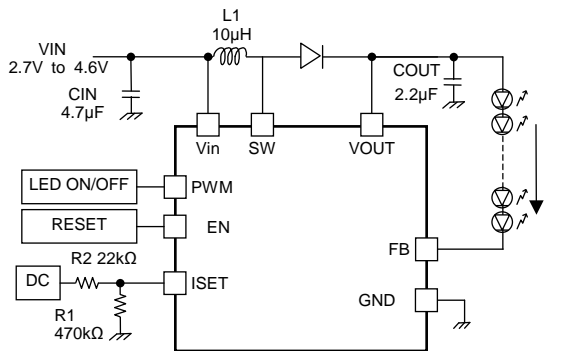 L1
10µH
VIN
2.7V to 4.6V
CIN
4.7µF
COUT
2.2µF
Vin
SW
VOUT
LED ON/OFF
PWM
RESET
EN
R2 22kΩ
DC
ISET
R1
470kΩ
FB
GND